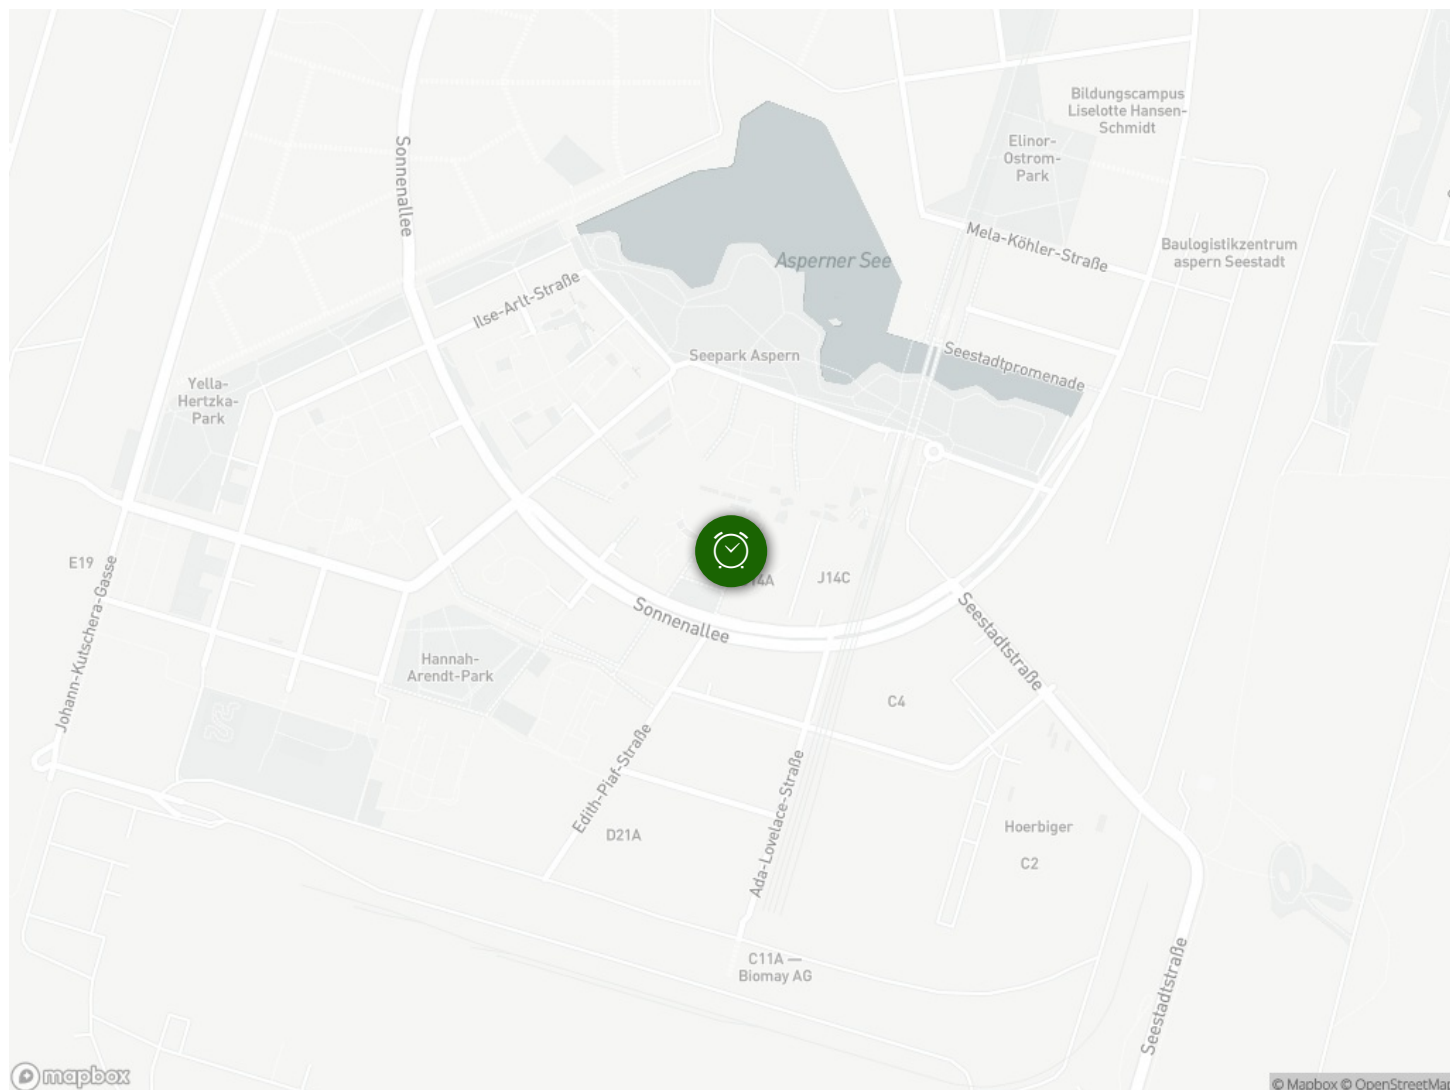 Bildungscampus
Liselotte Hansen-
Schmidt
Elinor-
Ostrom-
Park
Sonnenallee
Mela-Köhler-Straße
Baulogistikzentrum
aspern Seestadt
Asperner See
Ilse-Arlt-Straße
Seepark Aspern
Seestadtpromenade
Yella-
Hertzka-
Park
E19
J14C
Johann-Kutschera-Gasse
Sonnenallee
Seestadtstraße
Hannah-
Arendt-Park
C4
Edith-Piaf-Straße
Ada-Lovelace-Straße
D21A
Hoerbiger
C2
C11A —
Biomay AG
Seestadtstraße
mapbox
© Mapbox © OpenStreetMap